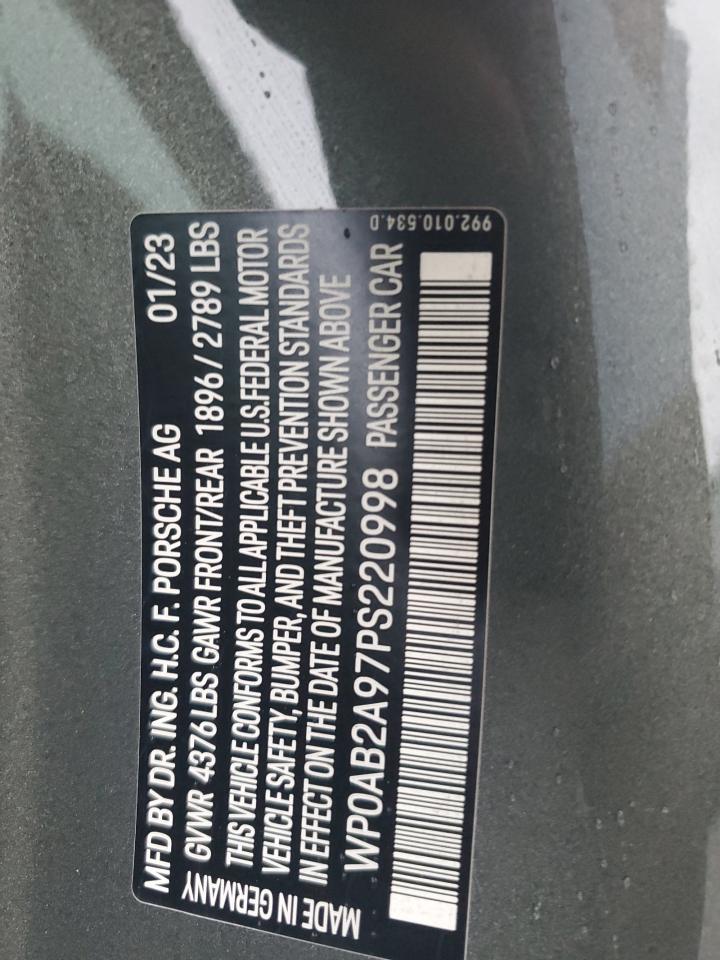 MFD BY DR. ING. H.C. F. PORSCHE AG 01/23
GVWR 4376 LBS GAWR FRONT/REAR 1896 / 2789 LBS
THIS VEHICLE CONFORMS TO ALL APPLICABLE U.S. FEDERAL MOTOR
VEHICLE SAFETY, BUMPER, AND THEFT PREVENTION STANDARDS
IN EFFECT ON THE DATE OF MANUFACTURE SHOWN ABOVE
WP0AB2A97PS220998 PASSENGER CAR
MADE IN GERMANY
992.010.534.D